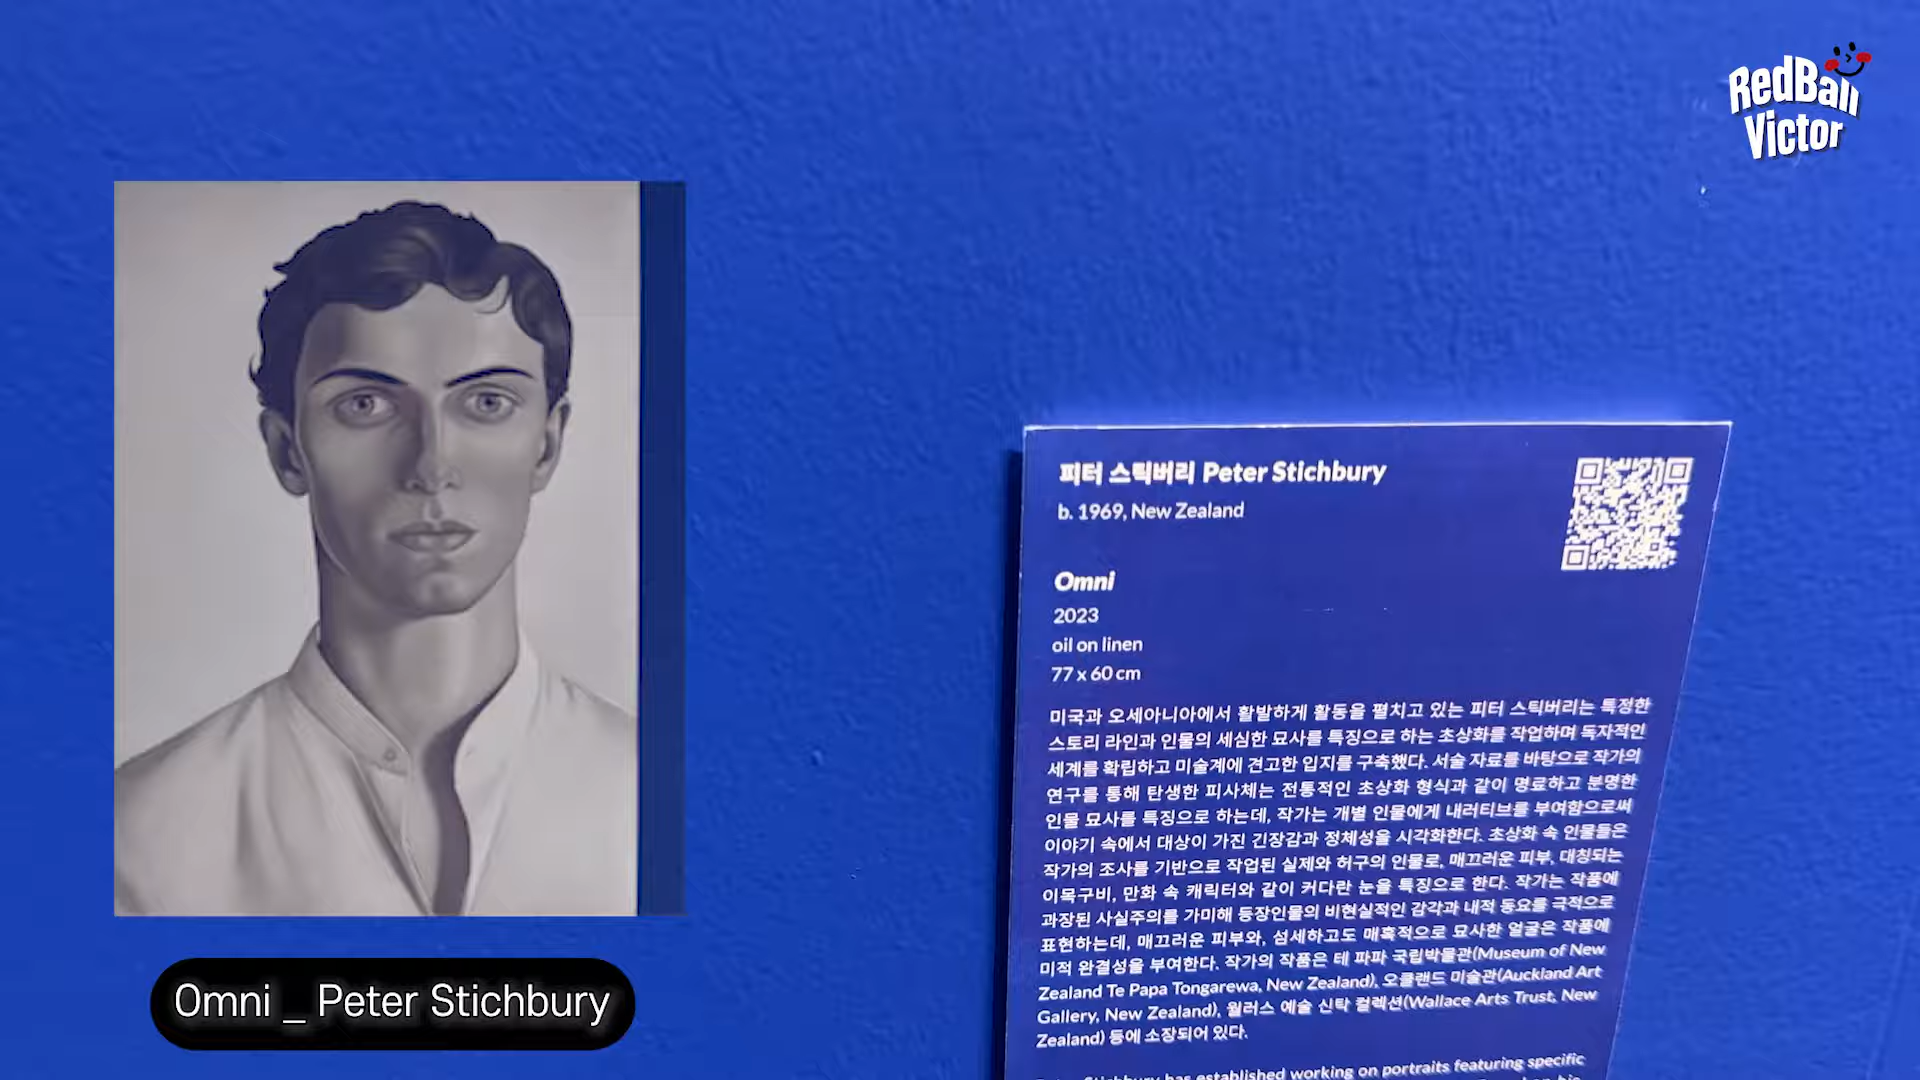 RedBall
Victor
피터 스틱버리 Peter Stichbury
b. 1969, New Zealand
Omni
2023
oil on linen
77 x 60 cm
미국과 오세아니아에서 활발하게 활동을 펼치고 있는 피터 스틱버리는 특정한
스토리 라인과 인물의 세심한 묘사를 특징으로 하는 초상화를 작업하며 독자적인
세계를 확립하고 미술계에 견고한 입지를 구축했다. 서술 자료를 바탕으로 작가의
연구를 통해 탄생한 피사체는 전통적인 초상화 형식과 같이 명료하고 분명한
인물 묘사를 특징으로 하는데, 작가는 개별 인물에게 내러티브를 부여함으로써
이야기 속에서 대상이 가진 긴장감과 정체성을 시각화한다. 초상화 속 인물들은
작가의 조사를 기반으로 작업된 실제와 허구의 인물로, 매끄러운 피부, 대칭되는
이목구비, 만화 속 캐릭터와 같이 커다란 눈을 특징으로 한다. 작가는 작품에
과장된 사실주의를 가미해 등장인물의 비현실적인 감각과 내적 동요를 극적으로
표현하는데, 매끄러운 피부와, 섬세하고도 매혹적으로 묘사한 얼굴은 작품에
미적 완결성을 부여한다. 작가의 작품은 테 파파 국립박물관(Museum of New
Zealand Te Papa Tongarewa, New Zealand), 오클랜드 미술관(Auckland Art
Gallery, New Zealand), 월러스 예술 신탁 컬렉션(Wallace Arts Trust, New
Zealand) 등에 소장되어 있다.
Stichbury has established working on portraits featuring specific
Omni _ Peter Stichbury